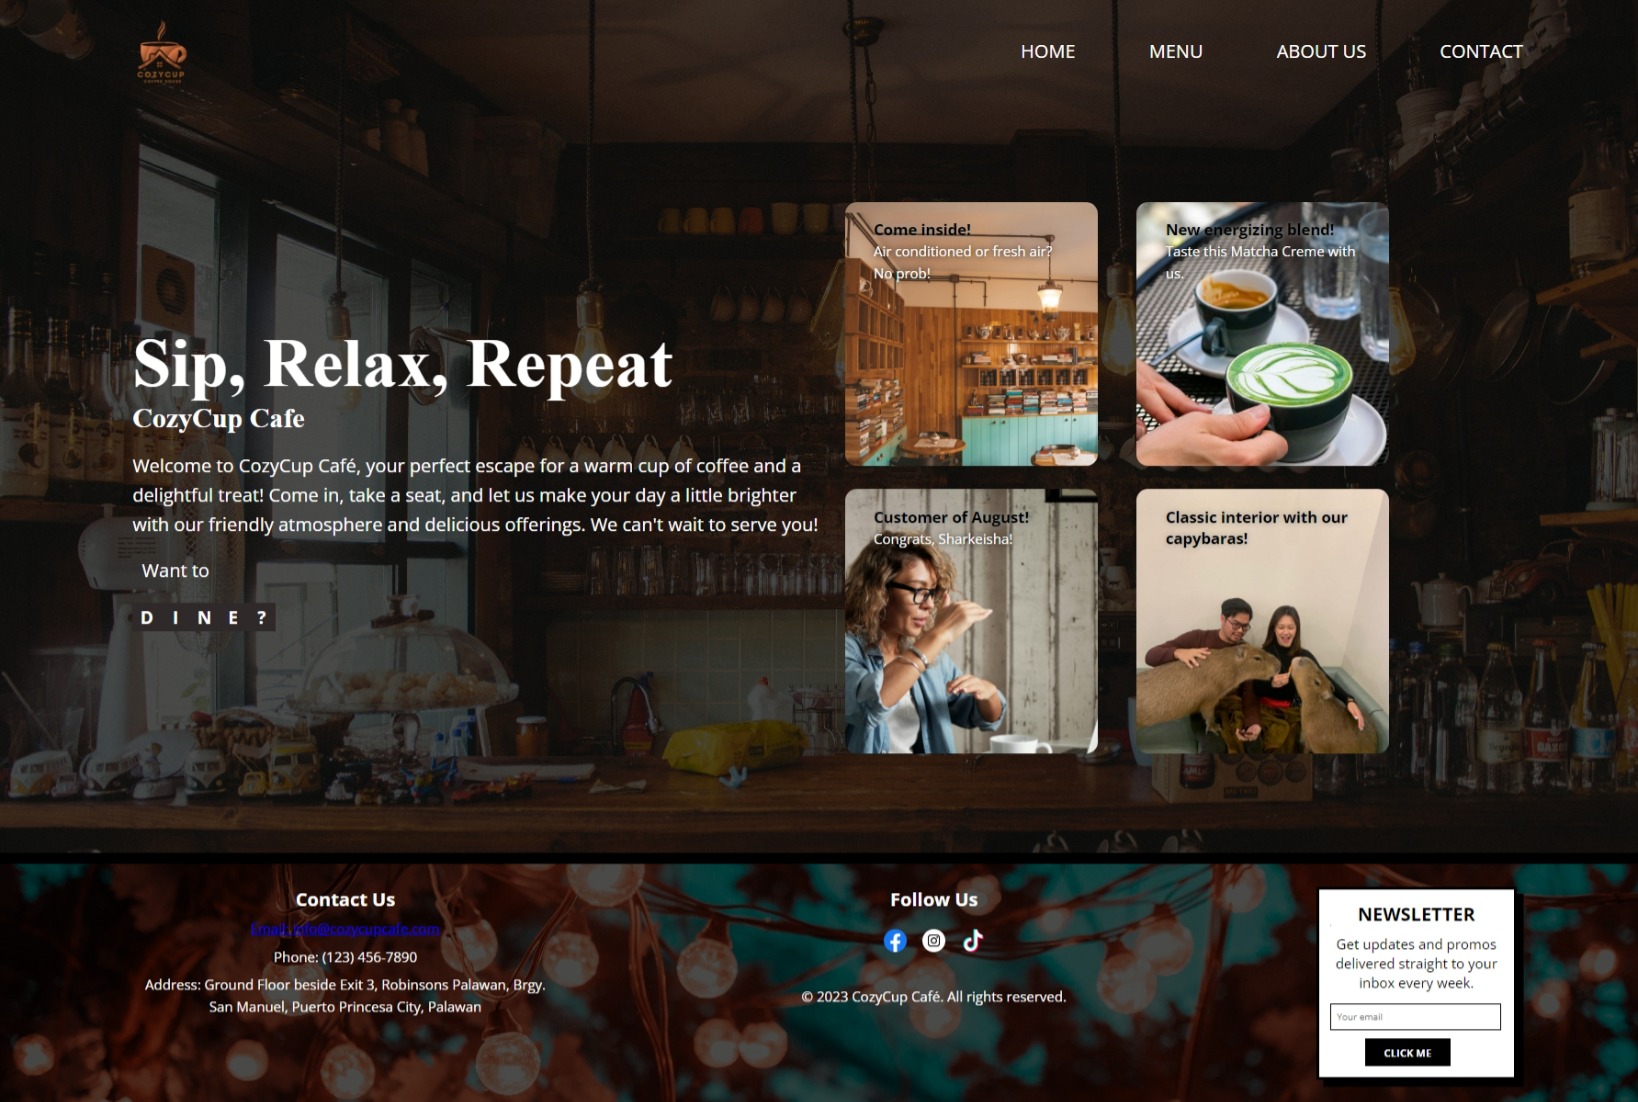 COZYCUP
COFFEE HOUSE
HOME
MENU
ABOUT US
CONTACT
Sip, Relax, Repeat
CozyCup Cafe
Welcome to CozyCup Café, your perfect escape for a warm cup of coffee and a
delightful treat! Come in, take a seat, and let us make your day a little brighter
with our friendly atmosphere and delicious offerings. We can't wait to serve you!
Want to
D I N E ?
Come inside!
Air conditioned or fresh air?
No prob!
New energizing blend!
Taste this Matcha Creme with
us.
Customer of August!
Congrats, Sharkeisha!
Classic interior with our
capybaras!
Contact Us
Email: info@cozycupcafe.com
Phone: (123) 456-7890
Address: Ground Floor beside Exit 3, Robinsons Palawan, Brgy.
San Manuel, Puerto Princesa City, Palawan
Follow Us
© 2023 CozyCup Café. All rights reserved.
NEWSLETTER
Get updates and promos
delivered straight to your
inbox every week.
Your email
CLICK ME